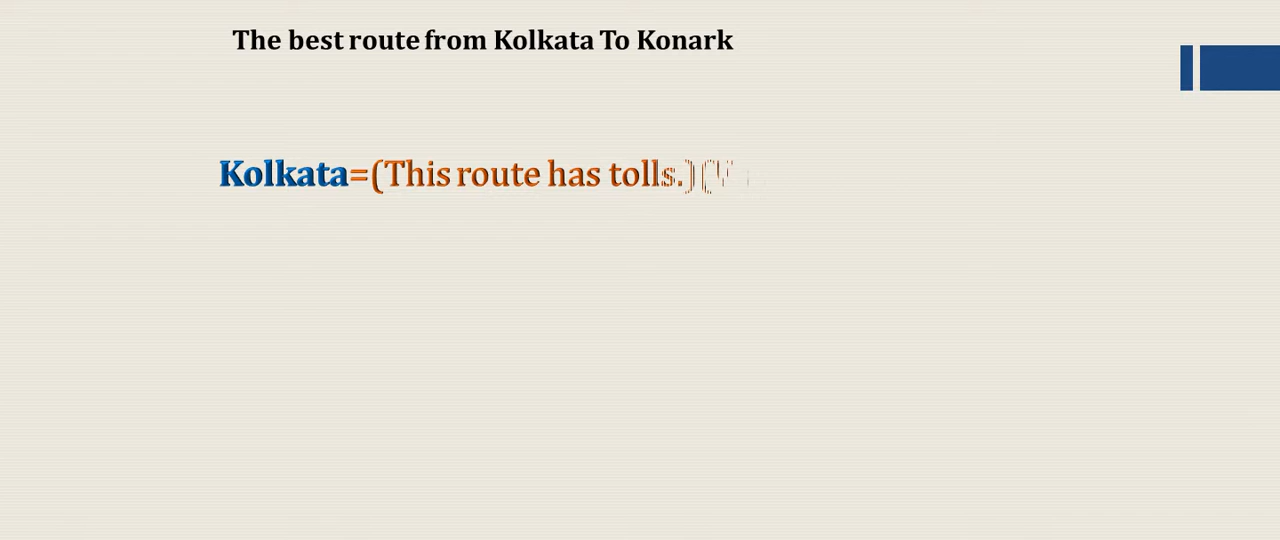 The best route from Kolkata To Konark
Kolkata=(This route has tolls.)